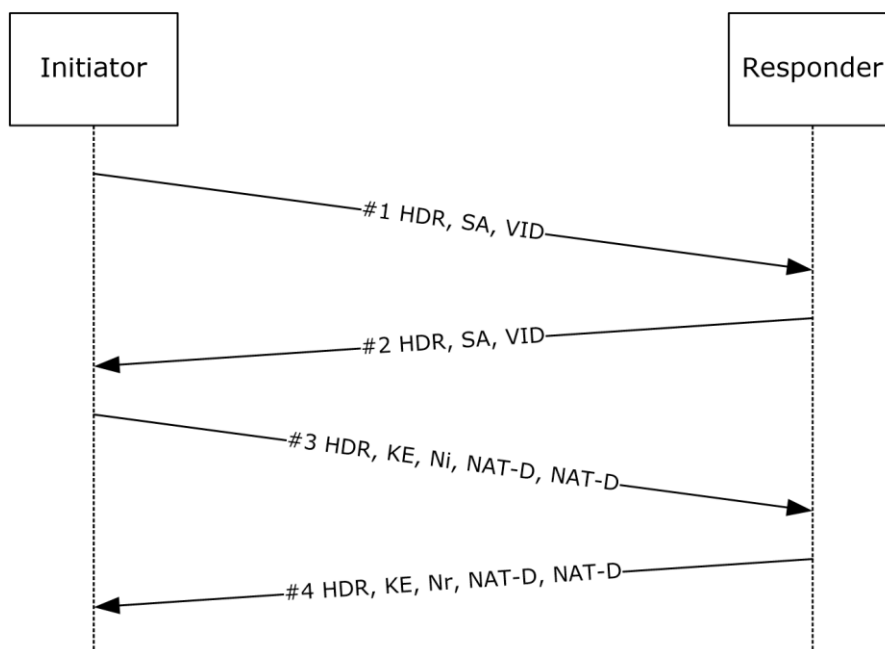 Initiator
Responder
#1 HDR, SA, VID
#2 HDR, SA, VID
#3 HDR, KE, Ni, NAT-D, NAT-D
#4 HDR, KE, Nr, NAT-D, NAT-D